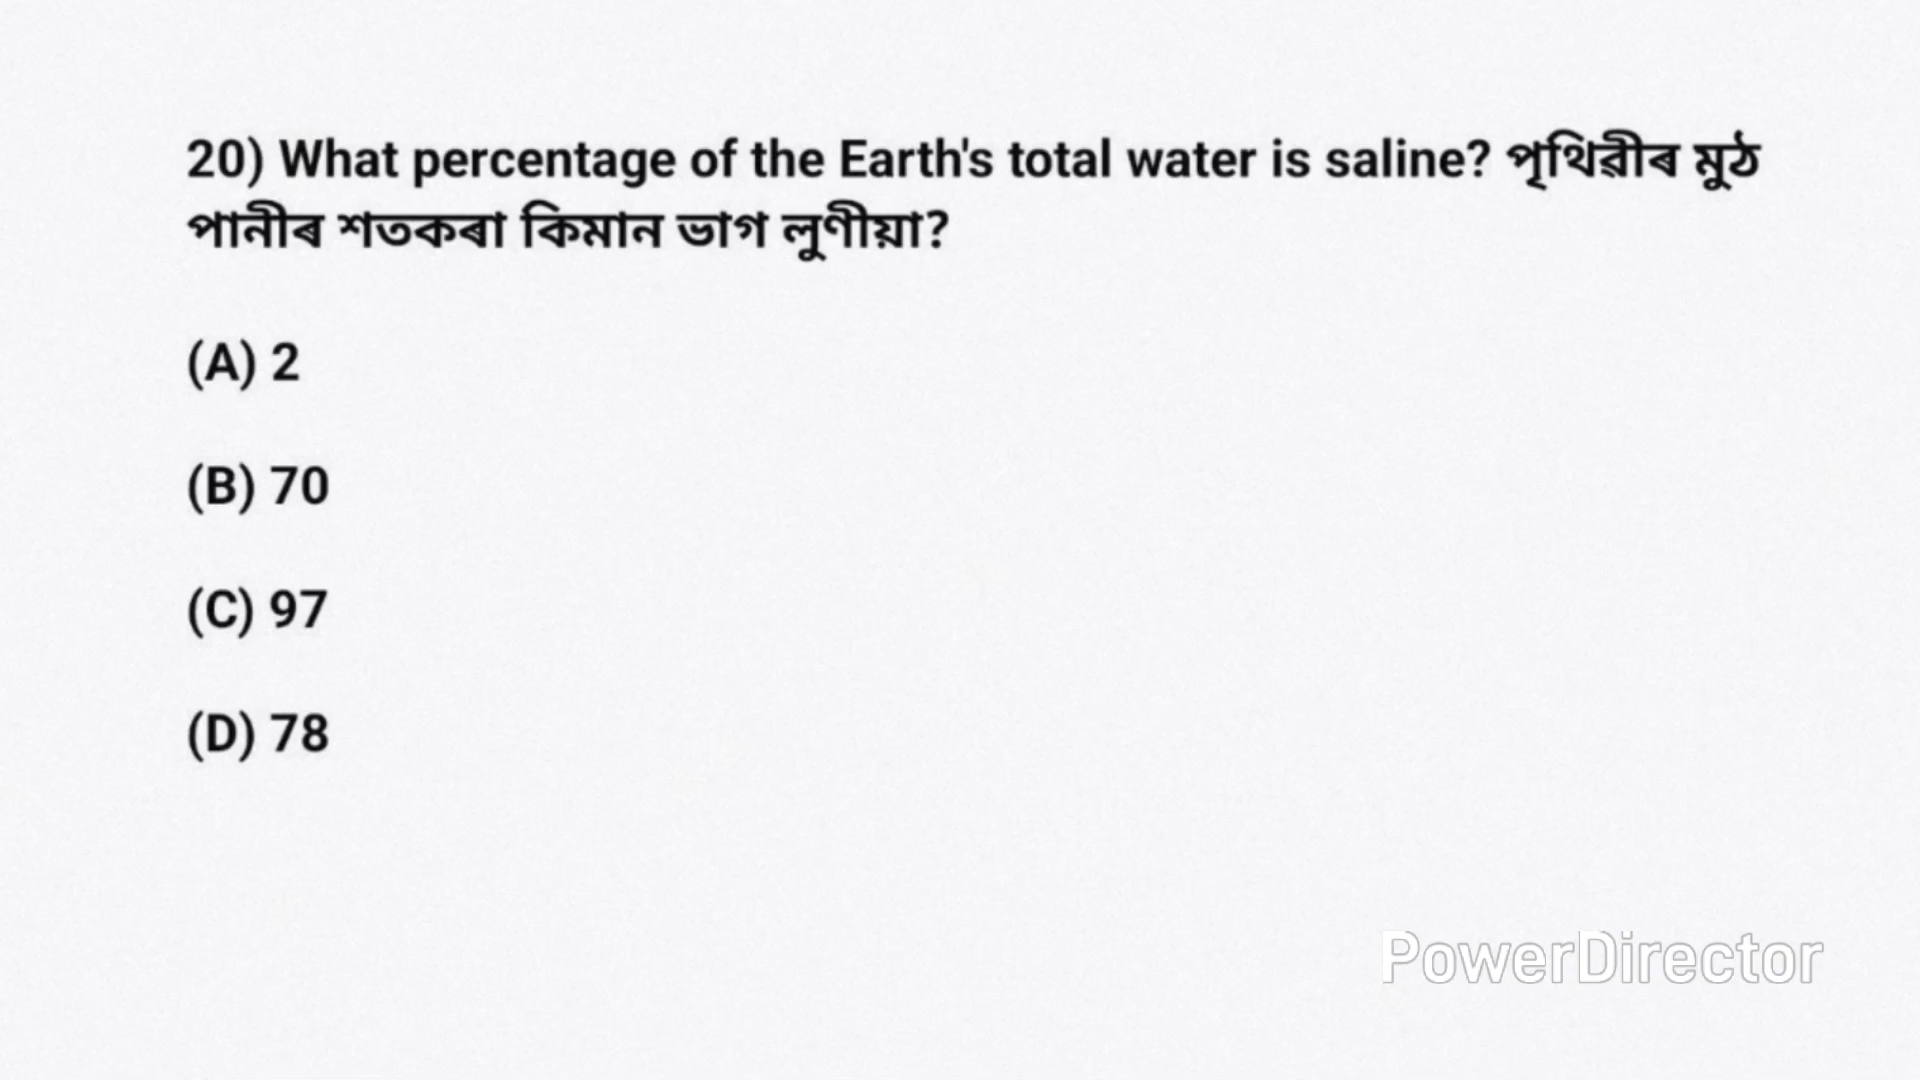 20) What percentage of the Earth's total water is saline? পৃথিৱীৰ মুঠ
পানীৰ শতকৰা কিমান ভাগ লুণীয়া?
(A) 2
(B) 70
(C) 97
(D) 78
PowerDirector